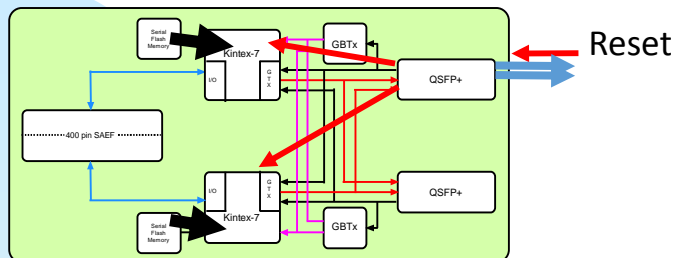 Serial
Flash
Memory
Kintex-7
I/O
G
T
X
GBTx
QSFP+
Reset
400 pin SAEF
I/O
G
T
X
Kintex-7
Serial
Flash
Memory
GBTx
QSFP+